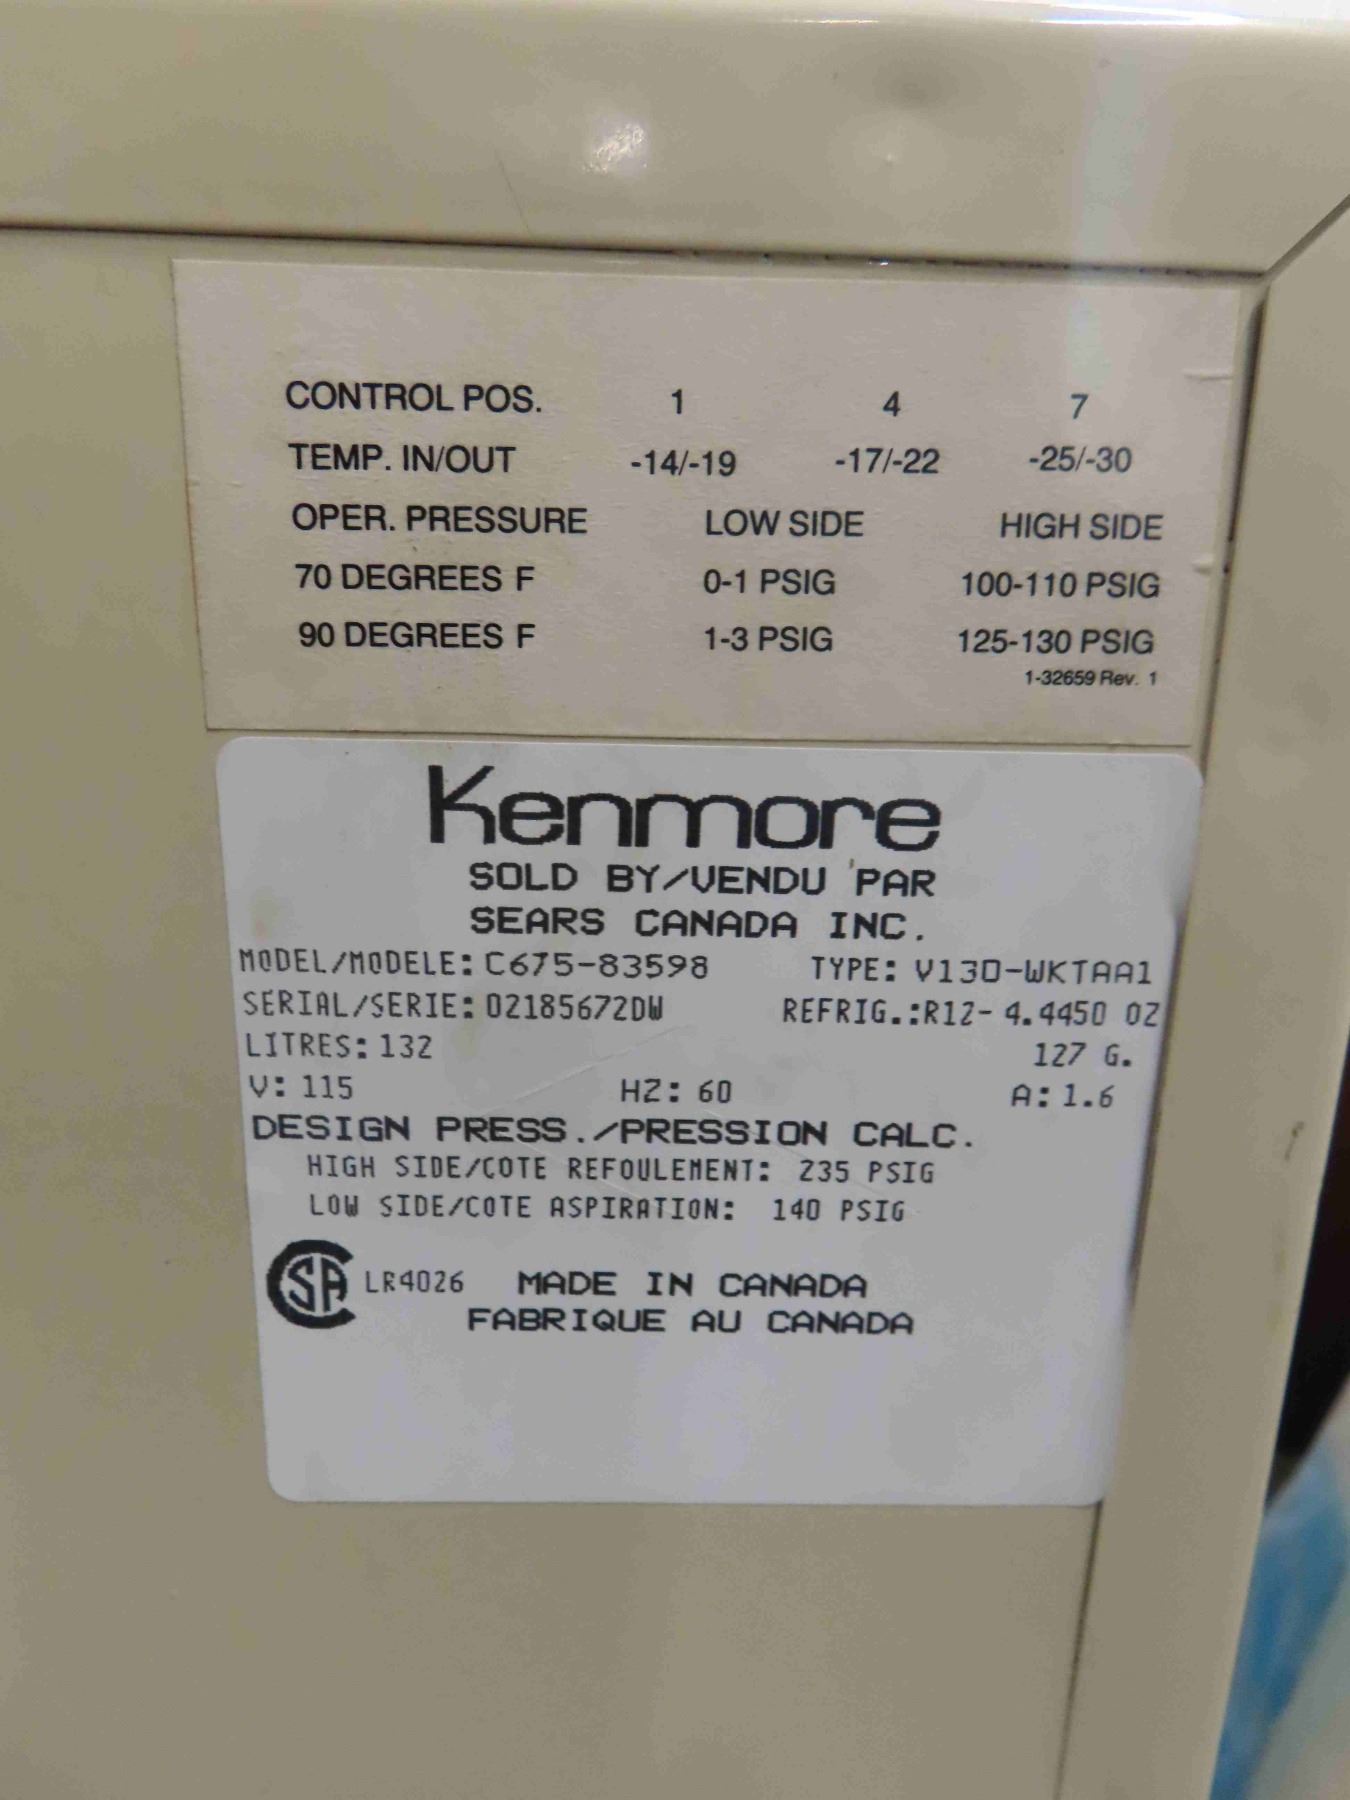 CONTROL POS. 1 4 7
TEMP. IN/OUT -14/-19 -17/-22 -25/-30
OPER. PRESSURE LOW SIDE HIGH SIDE
70 DEGREES F 0-1 PSIG 100-110 PSIG
90 DEGREES F 1-3 PSIG 125-130 PSIG
1-32659 Rev. 1
Kenmore
SOLD BY/VENDU PAR
SEARS CANADA INC.
MODEL/MODELE: C675-83598 TYPE: V130-WKTAA1
SERIAL/SERIE: 02185672DW REFRIG.:R12- 4.4450 OZ
LITRES: 132 127 G.
V: 115 HZ: 60 A: 1.6
DESIGN PRESS./PRESSION CALC.
HIGH SIDE/COTE REFOULEMENT: 235 PSIG
LOW SIDE/COTE ASPIRATION: 140 PSIG
CSA LR4026 MADE IN CANADA
FABRIQUE AU CANADA